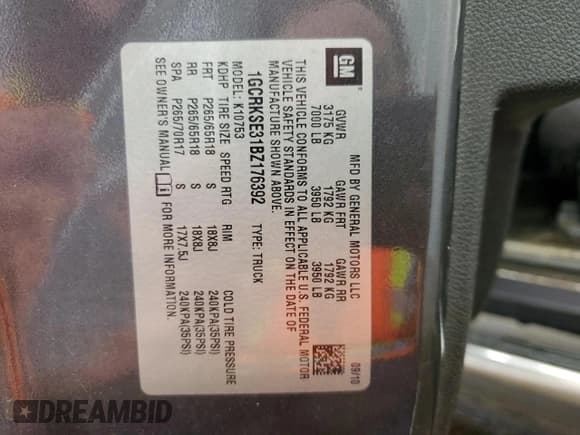 GM
MFD BY GENERAL MOTORS LLC
09/10
GVWR GAWR FRT GAWR RR
3175 KG 1792 KG 1792 KG
7000 LB 3950 LB 3950 LB
THIS VEHICLE CONFORMS TO ALL APPLICABLE U.S. FEDERAL MOTOR
VEHICLE SAFETY STANDARDS IN EFFECT ON THE DATE OF
MANUFACTURE SHOWN ABOVE.
1GCRKSE31BZ176392 TYPE: TRUCK
MODEL: K10753
KDHP TIRE SIZE SPEED RTG RIM COLD TIRE PRESSURE
FRT P265/65R18 S 18X8J 240KPA(35PSI)
RR P265/65R18 S 18X8J 240KPA(35PSI)
SPA P265/70R17 S 17X7.5J 240KPA(35PSI)
SEE OWNER'S MANUAL FOR MORE INFORMATION.
DREAMBID